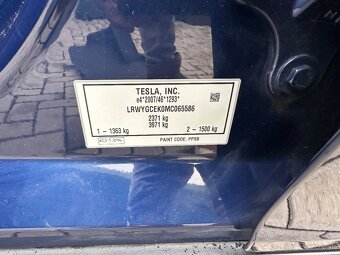 TESLA, INC.
e4*2007/46*1293*
LRWYGCEK0MC065586
2371 kg
3971 kg
1 - 1363 kg 2 - 1500 kg
PAINT CODE: PPSB